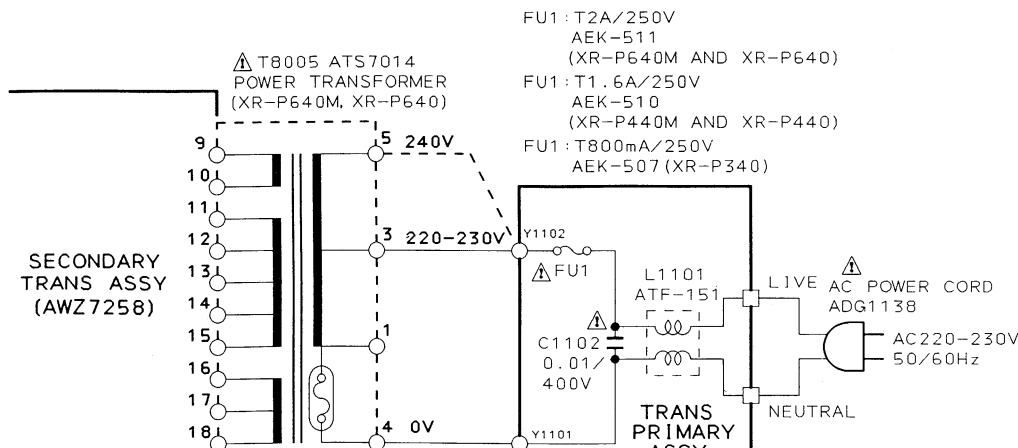 FU1 : T2A/250V
AEK-511
(XR-P640M AND XR-P640)
⚠ T8005 ATS7014
POWER TRANSFORMER
(XR-P640M, XR-P640)
FU1 : T1.6A/250V
AEK-510
(XR-P440M AND XR-P440)
FU1 : T800mA/250V
AEK-507 (XR-P340)
9
10
11
12
13
14
15
16
17
18
5 240V
3 220-230V
1
4 0V
SECONDARY
TRANS ASSY
(AWZ7258)
Y1102
⚠ FU1
L1101
ATF-151
C1102
0.01/
400V
Y1101
LIVE
NEUTRAL
AC POWER CORD
ADG1138
AC220-230V
50/60Hz
TRANS
PRIMARY